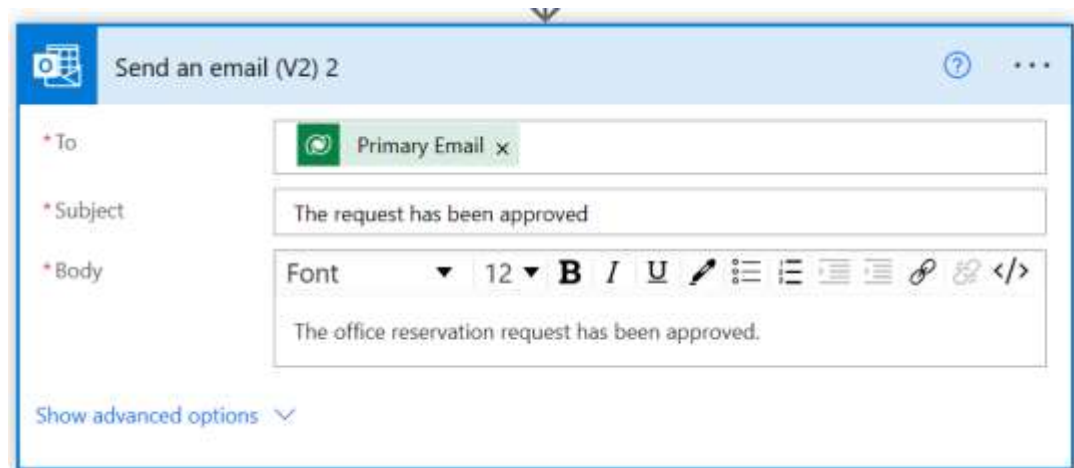 Send an email (V2) 2
* To
Primary Email ×
* Subject
The request has been approved
* Body
Font 12 B I U </>
The office reservation request has been approved.
Show advanced options